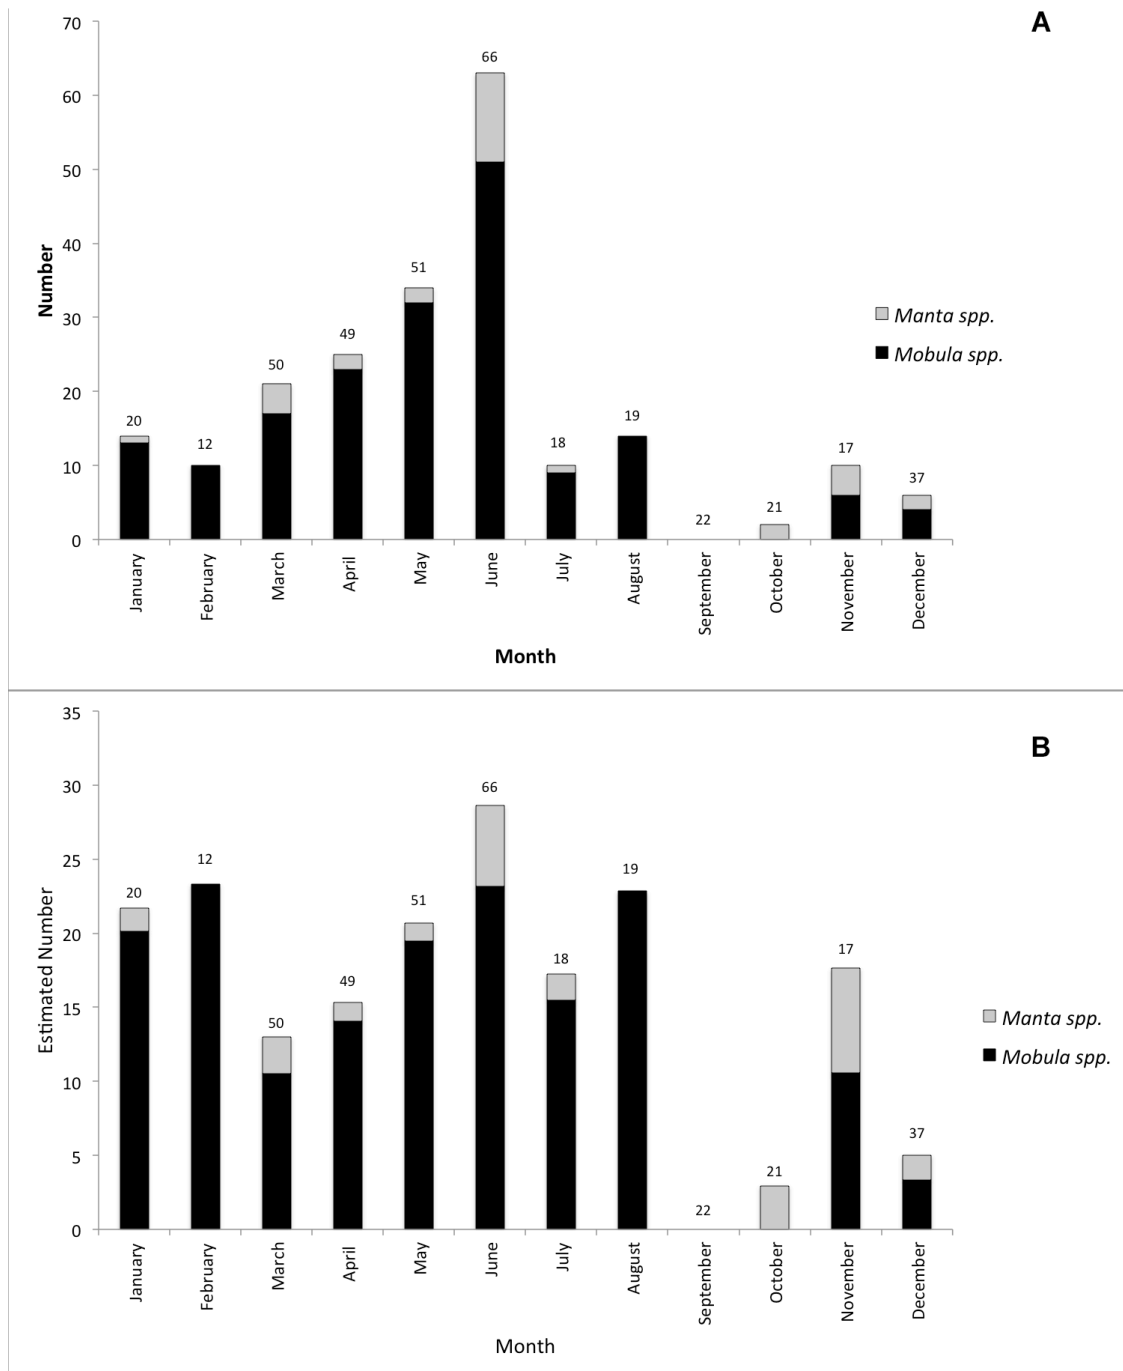 A
70
60
50
40
30
20
10
0
Number
20
12
50
49
51
66
18
19
22
21
17
37
Manta spp.
Mobula spp.
January
February
March
April
May
June
July
August
September
October
November
December
Month
B
35
30
25
20
15
10
5
0
Estimated Number
20
12
50
49
51
66
18
19
22
21
17
37
Manta spp.
Mobula spp.
January
February
March
April
May
June
July
August
September
October
November
December
Month